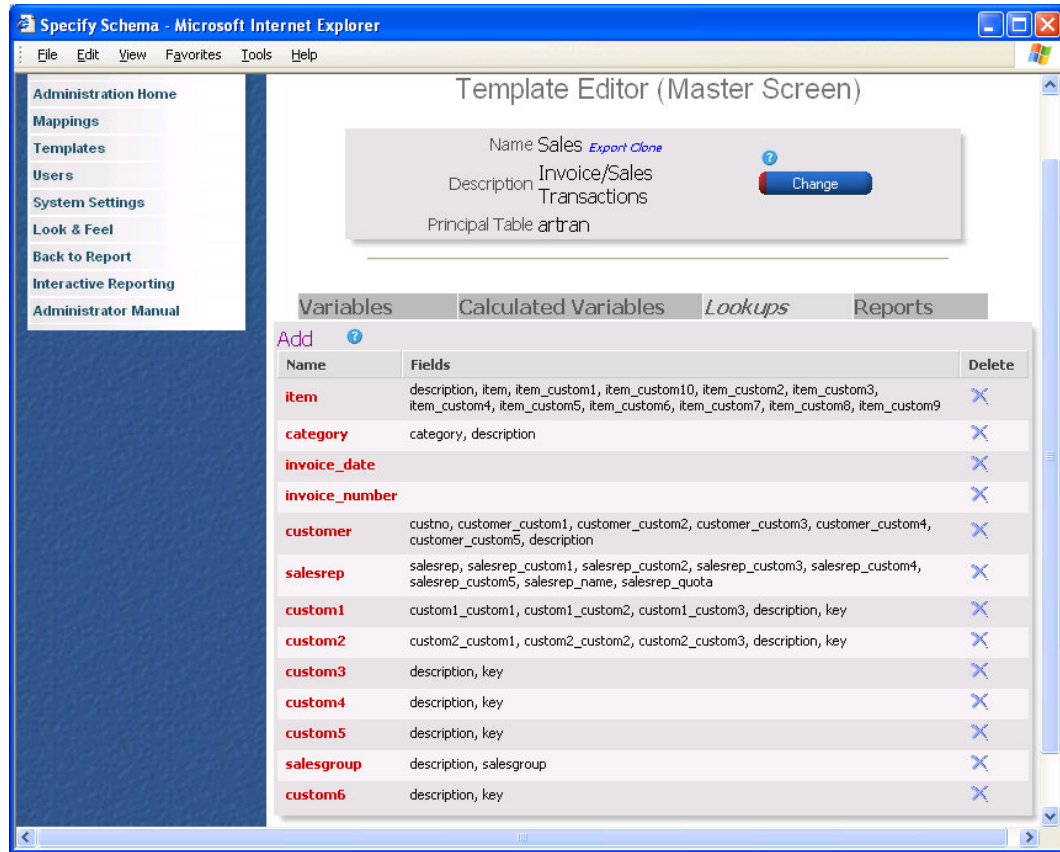 Specify Schema - Microsoft Internet Explorer
File Edit View Favorites Tools Help
Administration Home
Mappings
Templates
Users
System Settings
Look & Feel
Back to Report
Interactive Reporting
Administrator Manual
Template Editor (Master Screen)
Name Sales Export Clone
Description Invoice/Sales
Transactions
? Change
Principal Table artran
Variables Calculated Variables Lookups Reports
Add ?
Name Fields Delete
item description, item, item_custom1, item_custom10, item_custom2, item_custom3,
item_custom4, item_custom5, item_custom6, item_custom7, item_custom8, item_custom9
category category, description
invoice_date
invoice_number
customer custno, customer_custom1, customer_custom2, customer_custom3, customer_custom4,
customer_custom5, description
salesrep salesrep, salesrep_custom1, salesrep_custom2, salesrep_custom3, salesrep_custom4,
salesrep_custom5, salesrep_name, salesrep_quota
custom1 custom1_custom1, custom1_custom2, custom1_custom3, description, key
custom2 custom2_custom1, custom2_custom2, custom2_custom3, description, key
custom3 description, key
custom4 description, key
custom5 description, key
salesgroup description, salesgroup
custom6 description, key